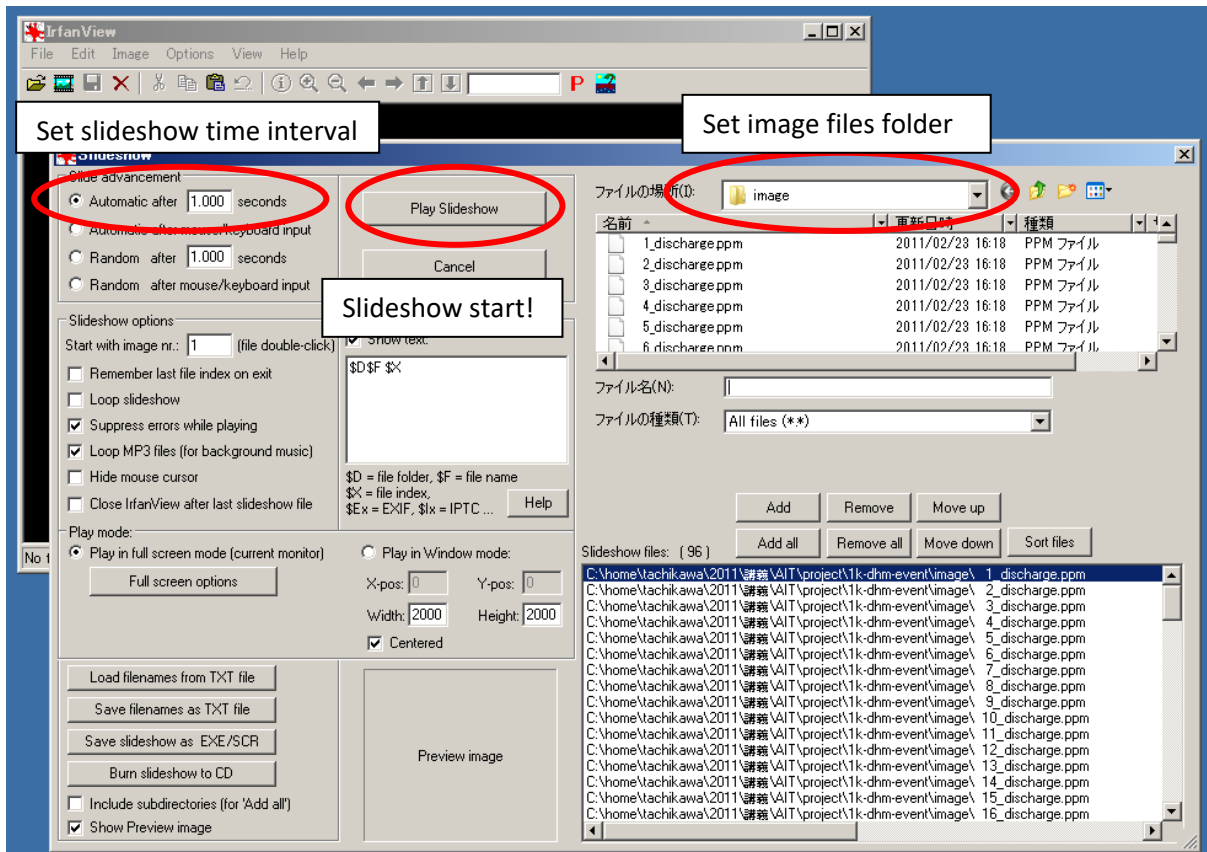 IrfanView
File Edit Image Options View Help
P
Set slideshow time interval
Set image files folder
Slideshow
Slide advancement
Automatic after 1.000 seconds
Automatic after mouse/keyboard input
Random after 1.000 seconds
Random after mouse/keyboard input
Play Slideshow
Cancel
Slideshow start!
Slideshow options
Start with image nr.: 1 (file double-click)
Remember last file index on exit
Loop slideshow
Suppress errors while playing
Loop MP3 files (for background music)
Hide mouse cursor
Close IrfanView after last slideshow file
Show text:
$D$F $X
$D = file folder, $F = file name
$X = file index,
$Ex = EXIF, $Ix = IPTC ...
Help
Play mode:
Play in full screen mode (current monitor)
Full screen options
Play in Window mode:
X-pos: 0 Y-pos: 0
Width: 2000 Height: 2000
Centered
Load filenames from TXT file
Save filenames as TXT file
Save slideshow as EXE/SCR
Burn slideshow to CD
Include subdirectories (for 'Add all')
Show Preview image
Preview image
ファイルの場所(I): image
名前 更新日時 種類
1_discharge.ppm 2011/02/23 16:18 PPM ファイル
2_discharge.ppm 2011/02/23 16:18 PPM ファイル
3_discharge.ppm 2011/02/23 16:18 PPM ファイル
4_discharge.ppm 2011/02/23 16:18 PPM ファイル
5_discharge.ppm 2011/02/23 16:18 PPM ファイル
6_discharge.ppm 2011/02/23 16:18 PPM ファイル
ファイル名(N):
ファイルの種類(T): All files (*.*)
Add Remove Move up
Slideshow files: ( 96 ) Add all Remove all Move down Sort files
C:\home\tachikawa\2011\講義\AIT\project\1k-dhm-event\image\ 1_discharge.ppm
C:\home\tachikawa\2011\講義\AIT\project\1k-dhm-event\image\ 2_discharge.ppm
C:\home\tachikawa\2011\講義\AIT\project\1k-dhm-event\image\ 3_discharge.ppm
C:\home\tachikawa\2011\講義\AIT\project\1k-dhm-event\image\ 4_discharge.ppm
C:\home\tachikawa\2011\講義\AIT\project\1k-dhm-event\image\ 5_discharge.ppm
C:\home\tachikawa\2011\講義\AIT\project\1k-dhm-event\image\ 6_discharge.ppm
C:\home\tachikawa\2011\講義\AIT\project\1k-dhm-event\image\ 7_discharge.ppm
C:\home\tachikawa\2011\講義\AIT\project\1k-dhm-event\image\ 8_discharge.ppm
C:\home\tachikawa\2011\講義\AIT\project\1k-dhm-event\image\ 9_discharge.ppm
C:\home\tachikawa\2011\講義\AIT\project\1k-dhm-event\image\ 10_discharge.ppm
C:\home\tachikawa\2011\講義\AIT\project\1k-dhm-event\image\ 11_discharge.ppm
C:\home\tachikawa\2011\講義\AIT\project\1k-dhm-event\image\ 12_discharge.ppm
C:\home\tachikawa\2011\講義\AIT\project\1k-dhm-event\image\ 13_discharge.ppm
C:\home\tachikawa\2011\講義\AIT\project\1k-dhm-event\image\ 14_discharge.ppm
C:\home\tachikawa\2011\講義\AIT\project\1k-dhm-event\image\ 15_discharge.ppm
C:\home\tachikawa\2011\講義\AIT\project\1k-dhm-event\image\ 16_discharge.ppm
No